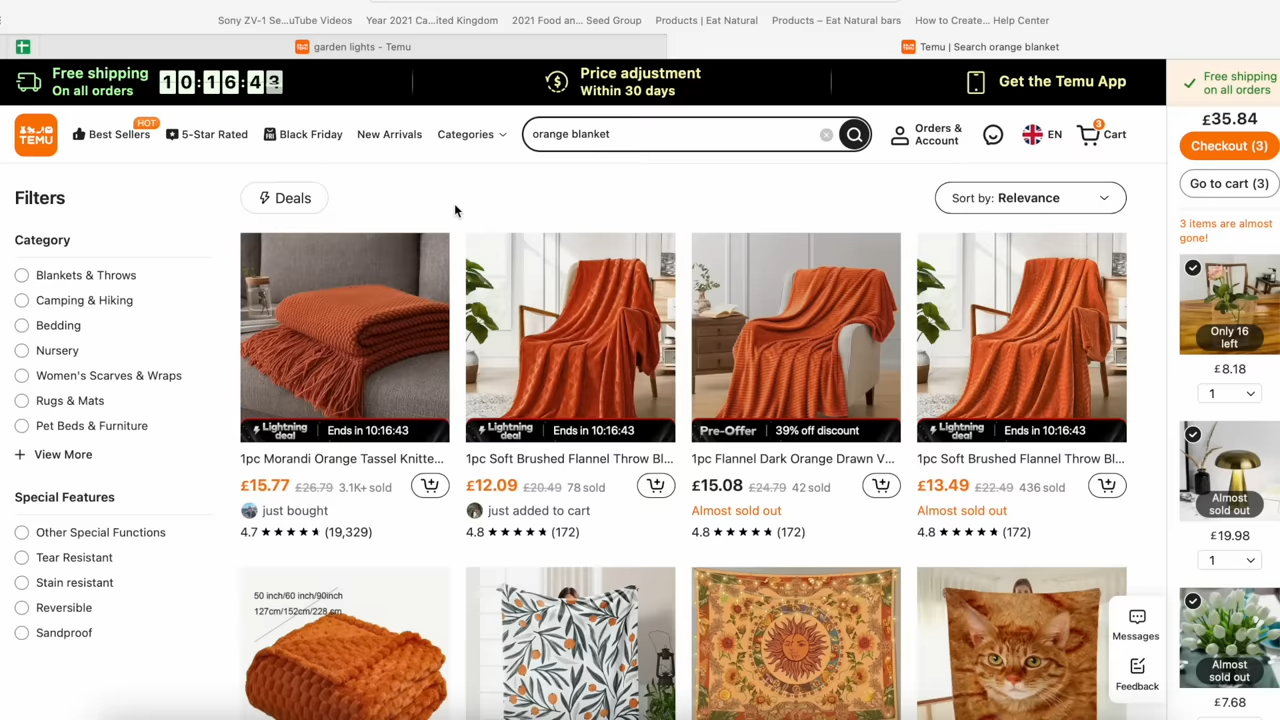 Sony ZV-1 Se...uTube Videos
Year 2021 Ca...ited Kingdom
2021 Food an... Seed Group
Products | Eat Natural
Products – Eat Natural bars
How to Create... Help Center
garden lights - Temu
Temu | Search orange blanket
Free shipping
On all orders
10:16:43
Price adjustment
Within 30 days
Get the Temu App
Free shipping
on all orders
TEMU
Best Sellers
HOT
5-Star Rated
Black Friday
New Arrivals
Categories
orange blanket
Orders &
Account
EN
3
Cart
£35.84
Checkout (3)
Go to cart (3)
3 items are almost
gone!
Only 16
left
£8.18
1
Almost
sold out
£19.98
1
Almost
sold out
£7.68
Filters
Category
Blankets & Throws
Camping & Hiking
Bedding
Nursery
Women's Scarves & Wraps
Rugs & Mats
Pet Beds & Furniture
+ View More
Special Features
Other Special Functions
Tear Resistant
Stain resistant
Reversible
Sandproof
Deals
Sort by: Relevance
Lightning
deal
Ends in 10:16:43
1pc Morandi Orange Tassel Knitte...
£15.77 £26.79 3.1K+ sold
just bought
4.7 ★★★★★ (19,329)
Lightning
deal
Ends in 10:16:43
1pc Soft Brushed Flannel Throw Bl...
£12.09 £20.49 78 sold
just added to cart
4.8 ★★★★★ (172)
Pre-Offer
39% off discount
1pc Flannel Dark Orange Drawn V...
£15.08 £24.79 42 sold
Almost sold out
4.8 ★★★★★ (172)
Lightning
deal
Ends in 10:16:43
1pc Soft Brushed Flannel Throw Bl...
£13.49 £22.49 436 sold
Almost sold out
4.8 ★★★★★ (172)
50 inch/60 inch/90inch
127cm/152cm/228 cm
Messages
Feedback